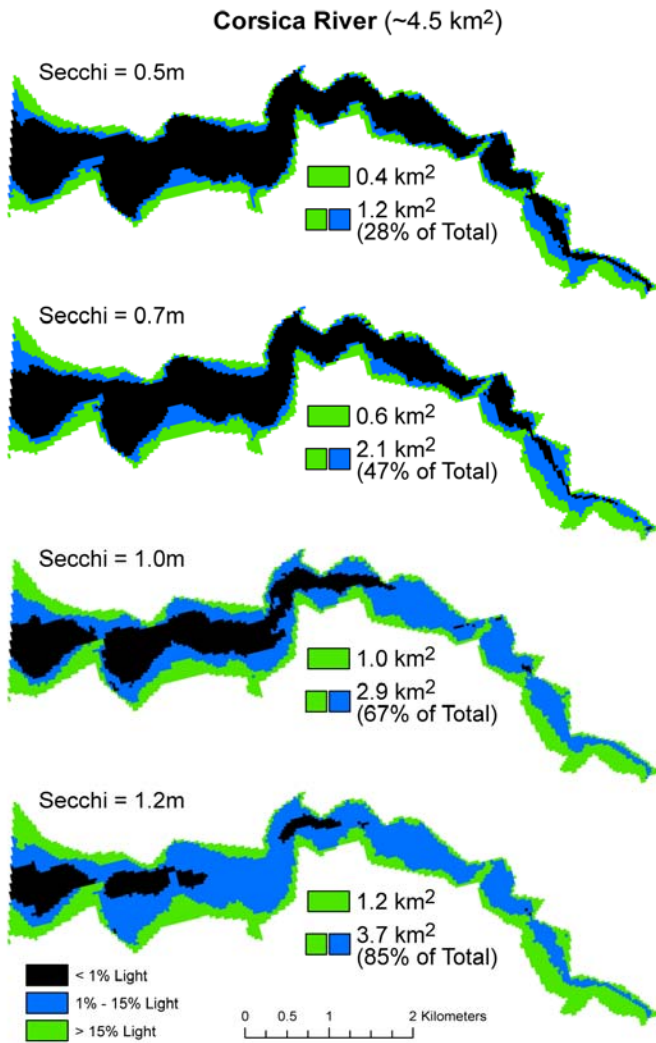 Corsica River (~4.5 km²)
Secchi = 0.5m
0.4 km²
1.2 km²
(28% of Total)
Secchi = 0.7m
0.6 km²
2.1 km²
(47% of Total)
Secchi = 1.0m
1.0 km²
2.9 km²
(67% of Total)
Secchi = 1.2m
1.2 km²
3.7 km²
(85% of Total)
< 1% Light
1% - 15% Light
> 15% Light
0 0.5 1 2 Kilometers